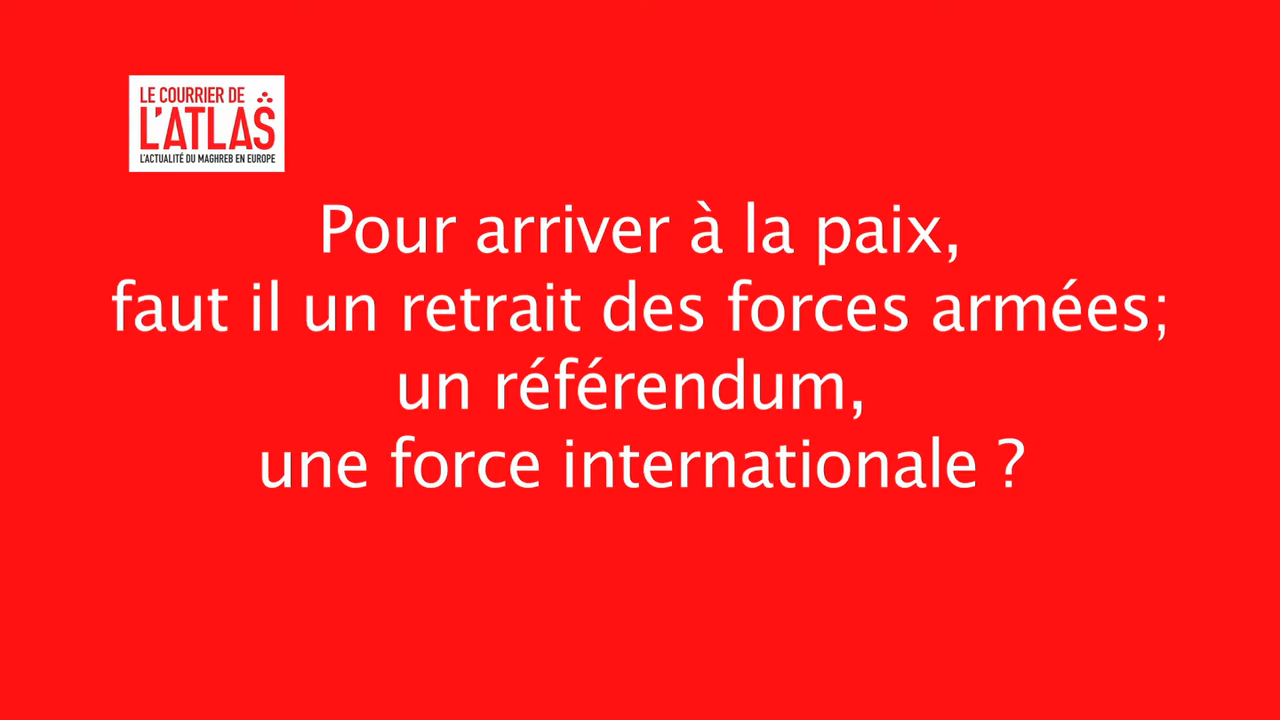 LE COURRIER DE
L'ATLAS
L'ACTUALITÉ DU MAGHREB EN EUROPE
Pour arriver à la paix,
faut il un retrait des forces armées;
un référendum,
une force internationale ?